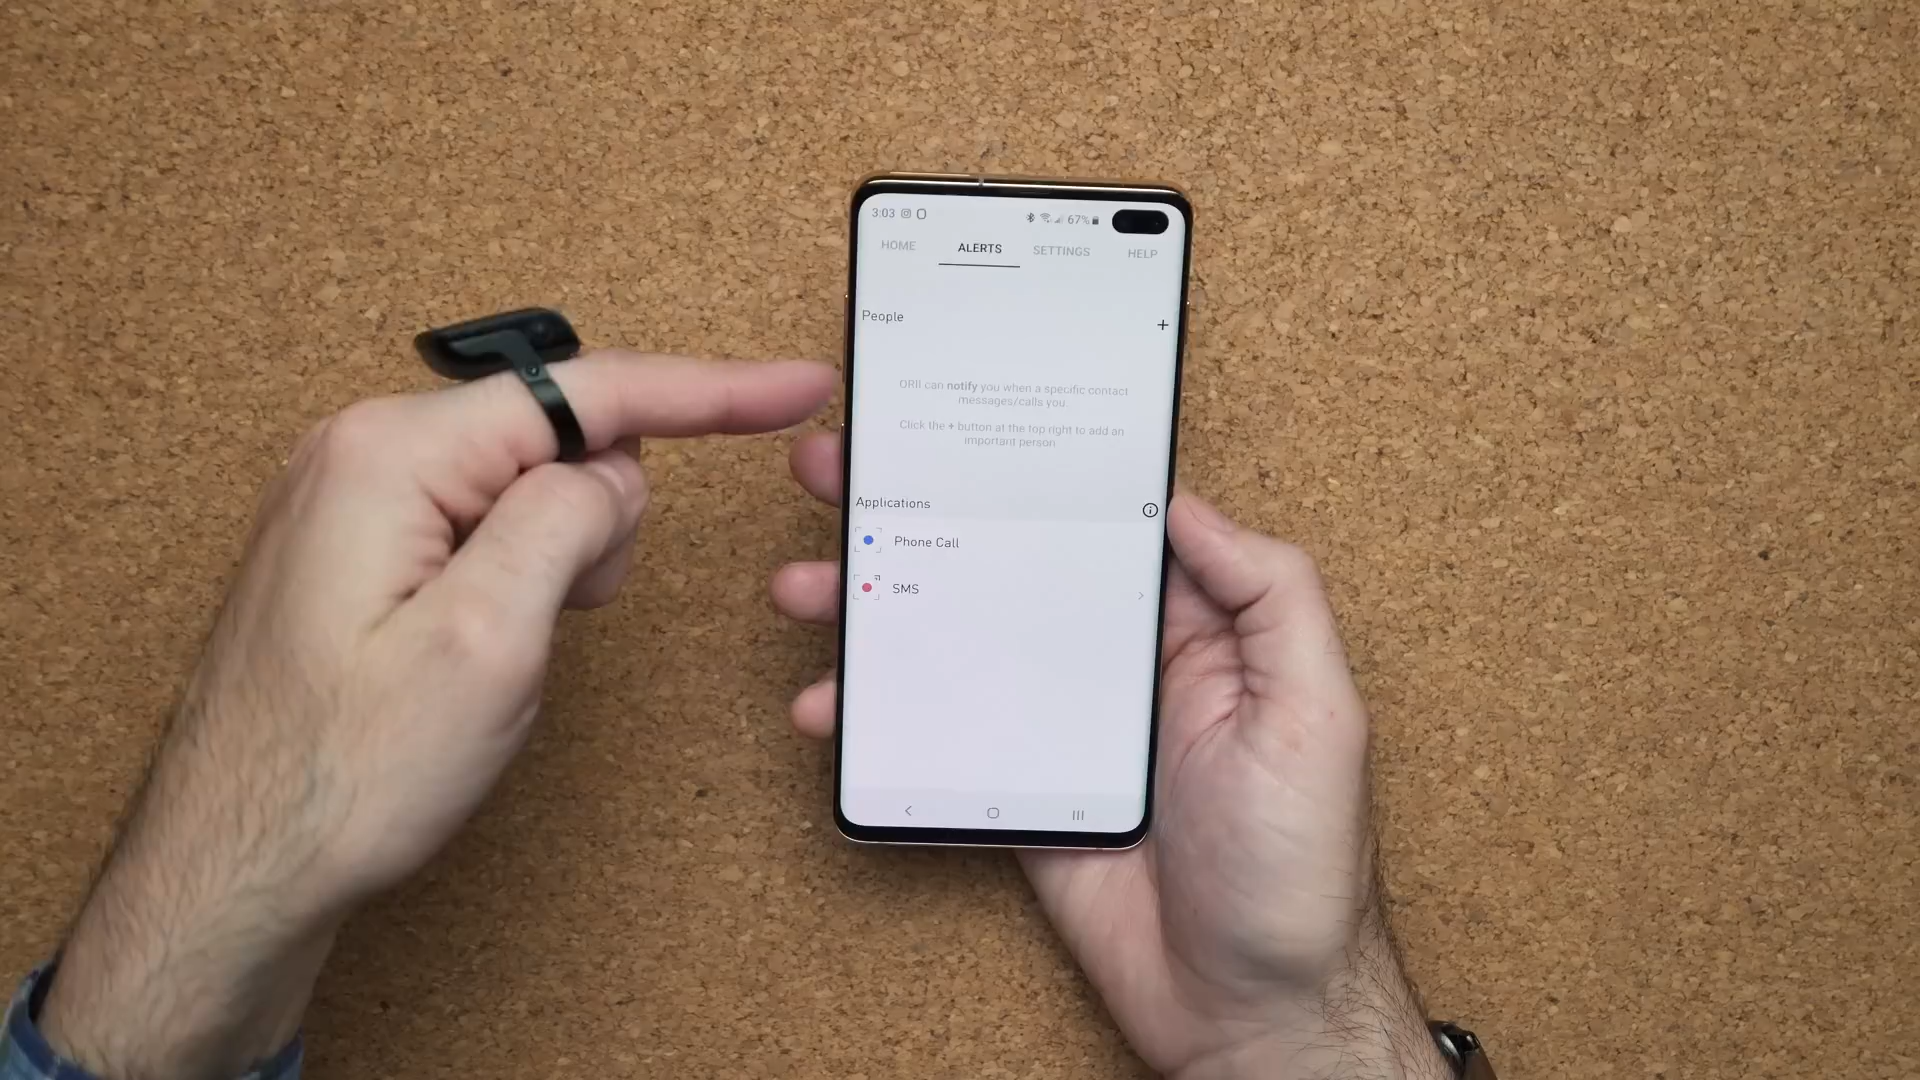 3:03
67%
HOME ALERTS SETTINGS HELP
People +
ORII can notify you when a specific contact
messages/calls you.
Click the + button at the top right to add an
important person
Applications
Phone Call
SMS